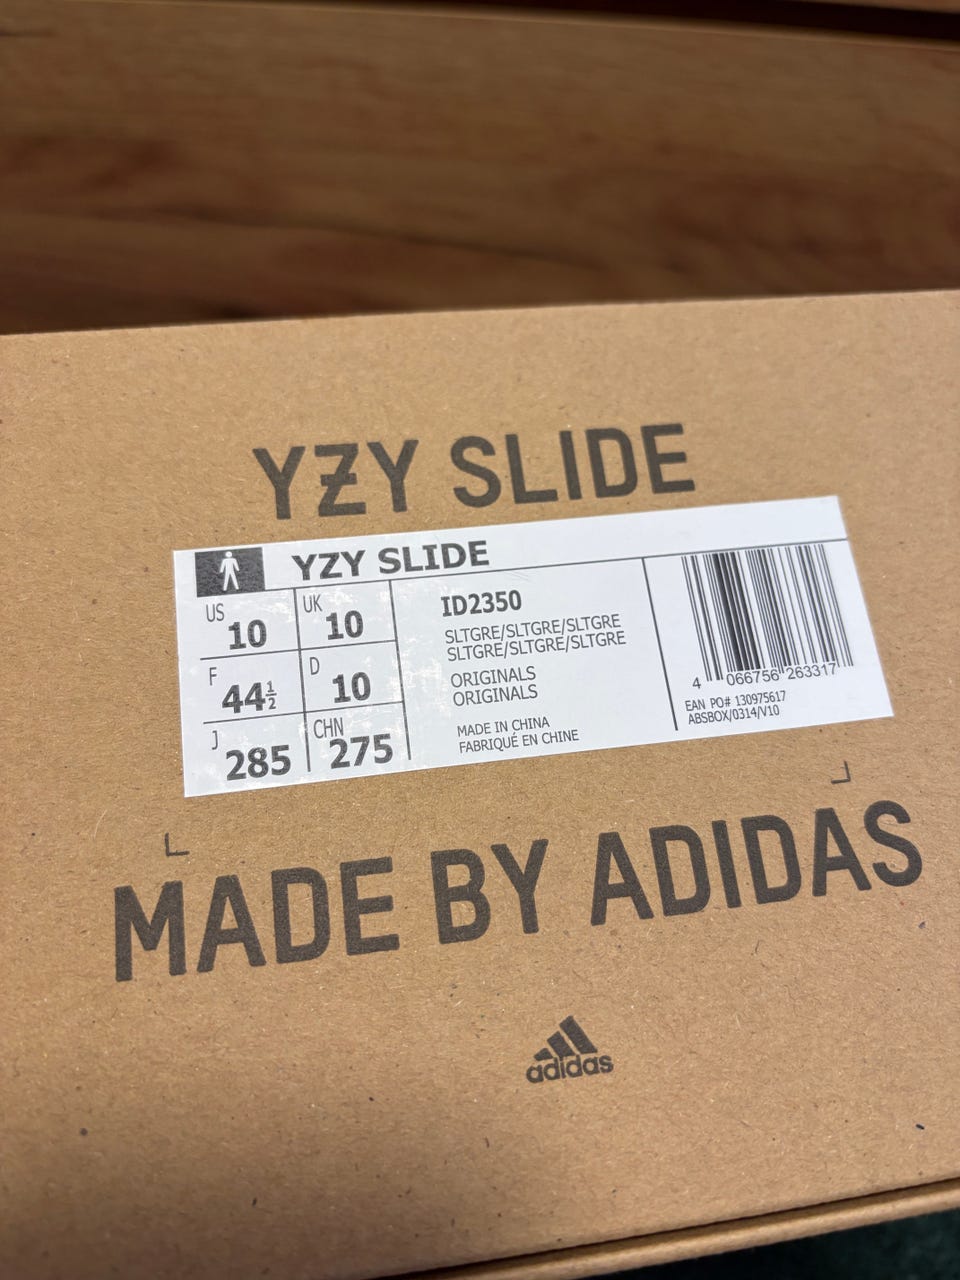 YZY SLIDE
YZY SLIDE
US 10
UK 10
F 44½
D 10
J 285
CHN 275
ID2350
SLTGRE/SLTGRE/SLTGRE
SLTGRE/SLTGRE/SLTGRE
ORIGINALS
ORIGINALS
MADE IN CHINA
FABRIQUÉ EN CHINE
4 066756 263317
EAN PO# 130975617
ABSBOX/0314/V10
MADE BY ADIDAS
adidas